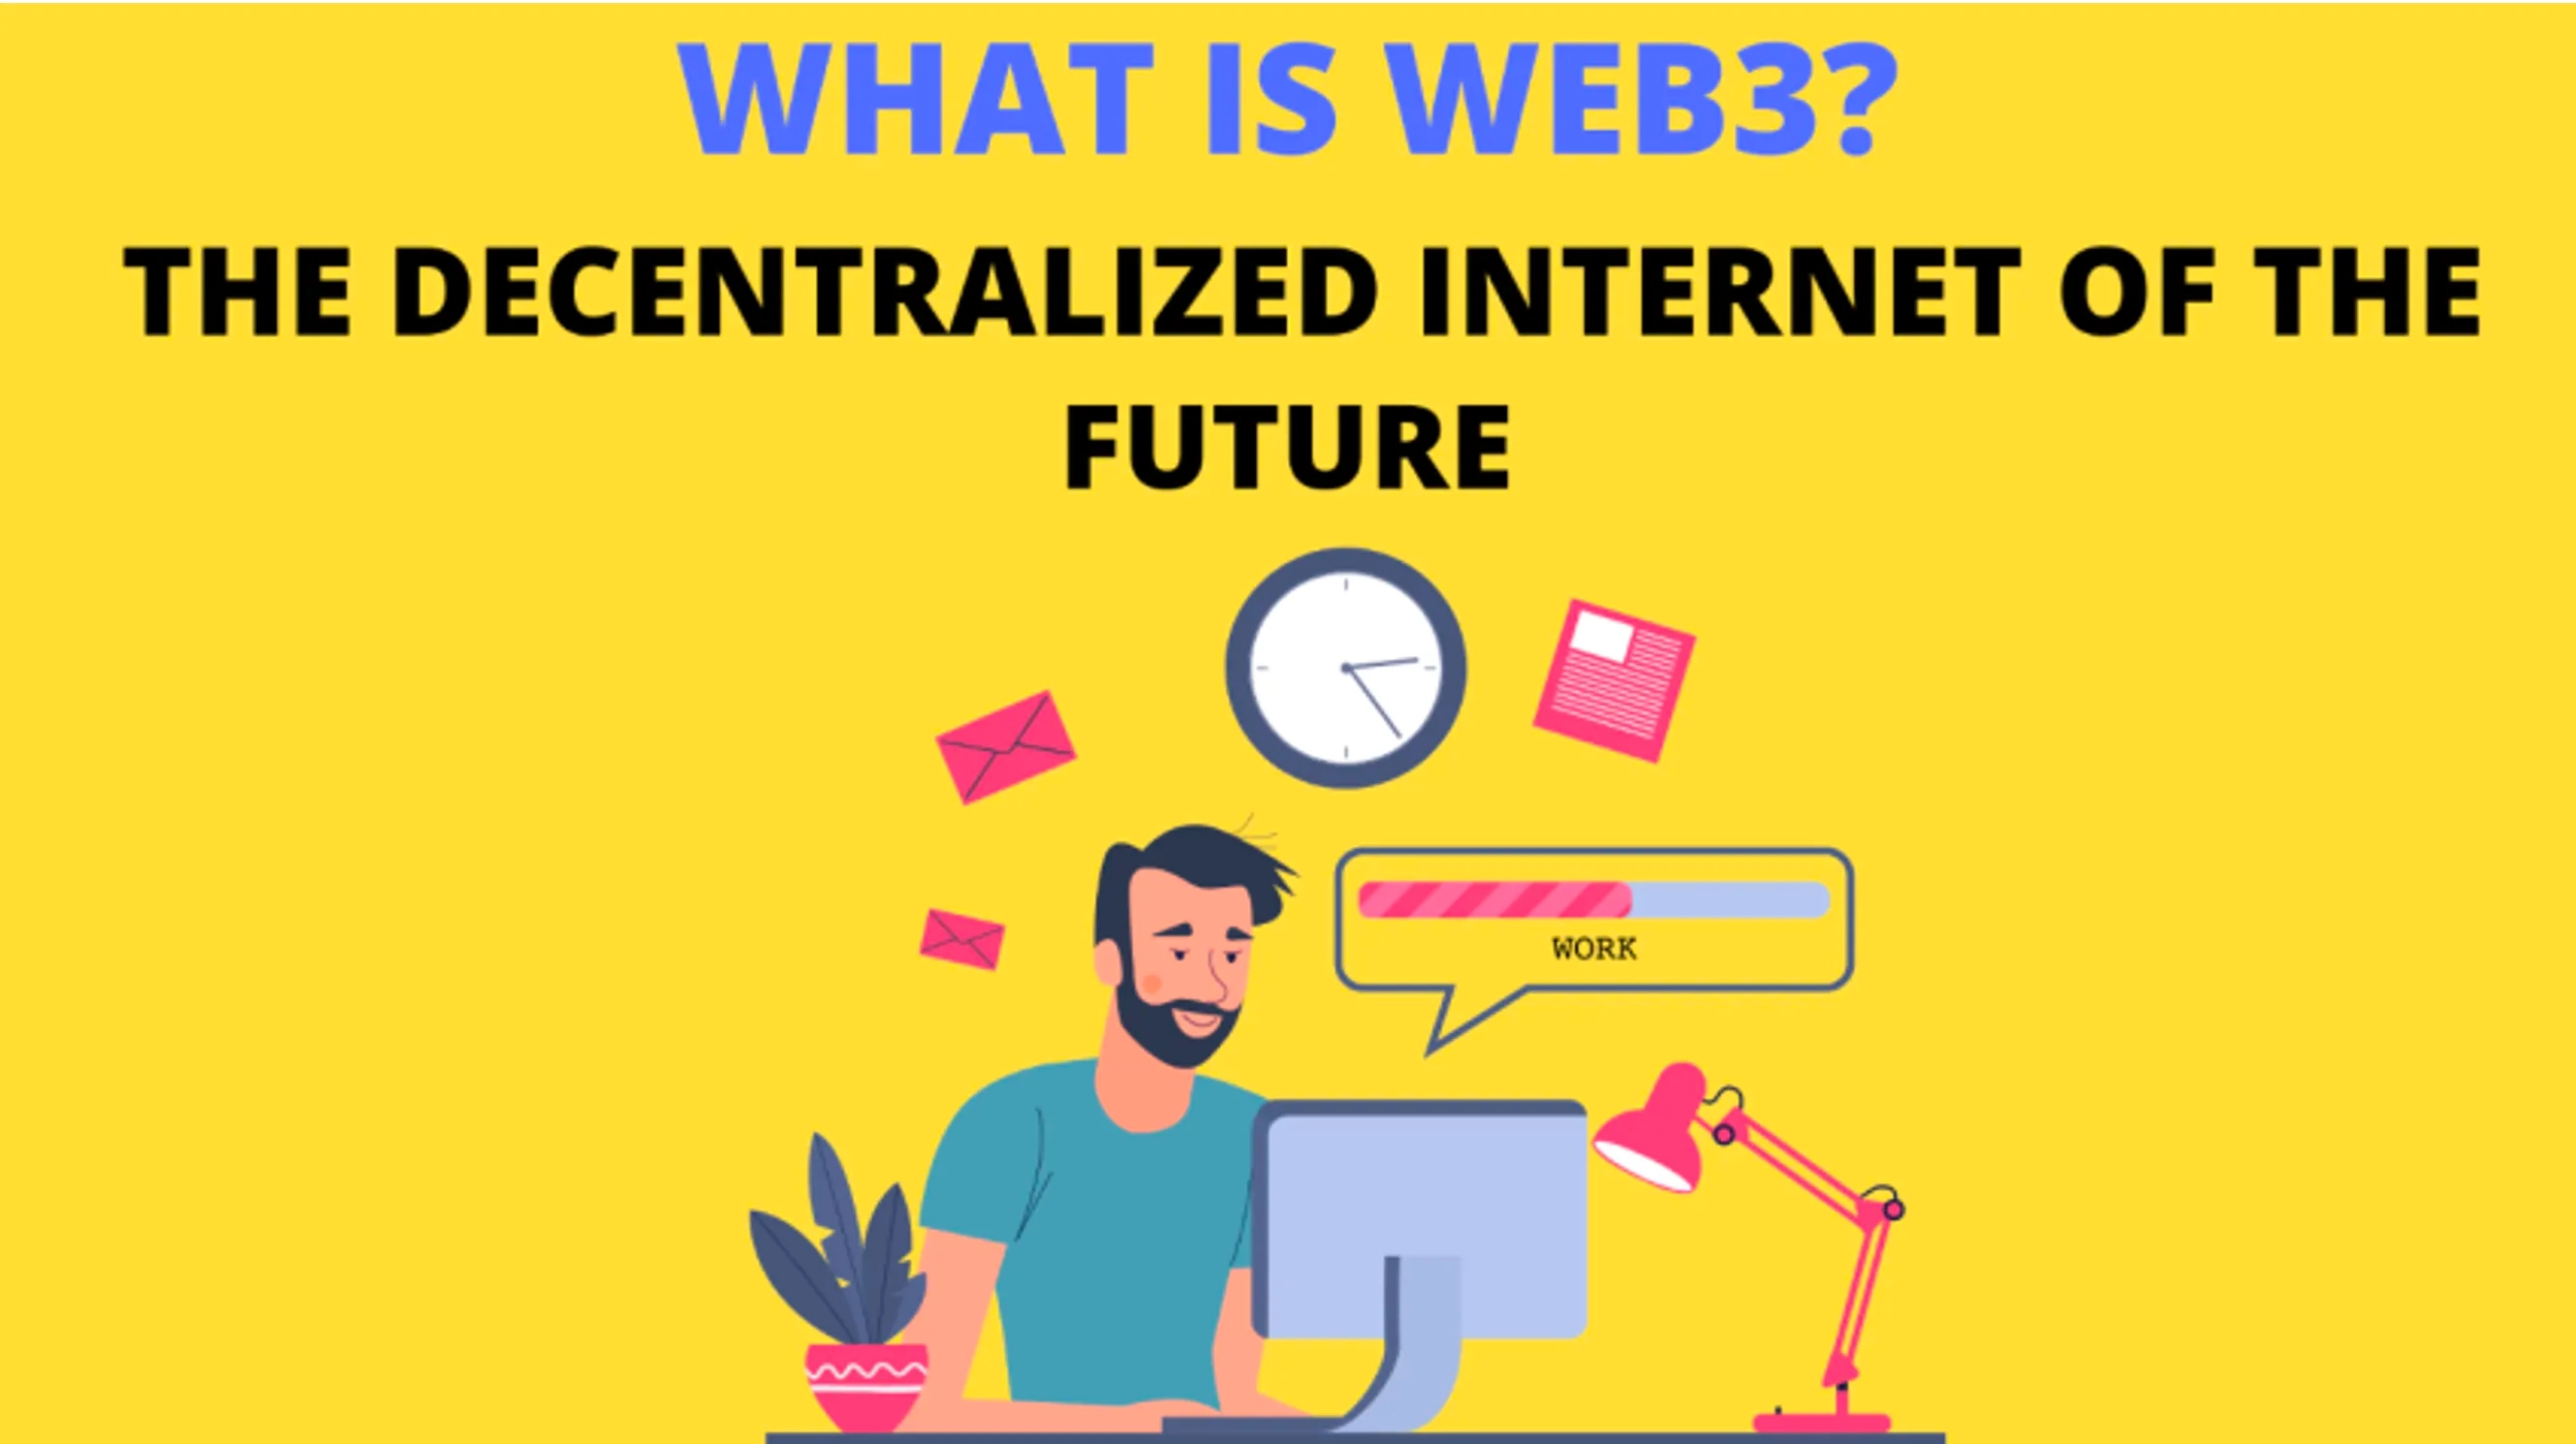 WHAT IS WEB3?
THE DECENTRALIZED INTERNET OF THE
FUTURE
WORK